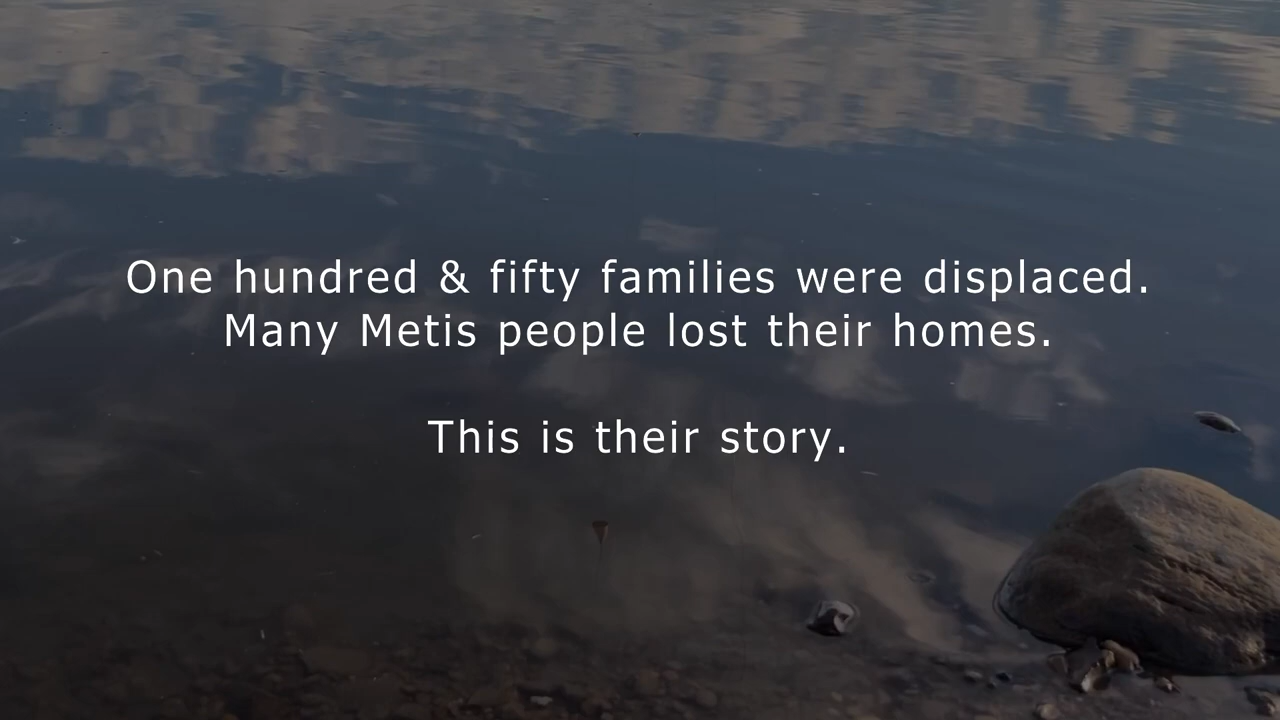 One hundred & fifty families were displaced.
Many Metis people lost their homes.
This is their story.